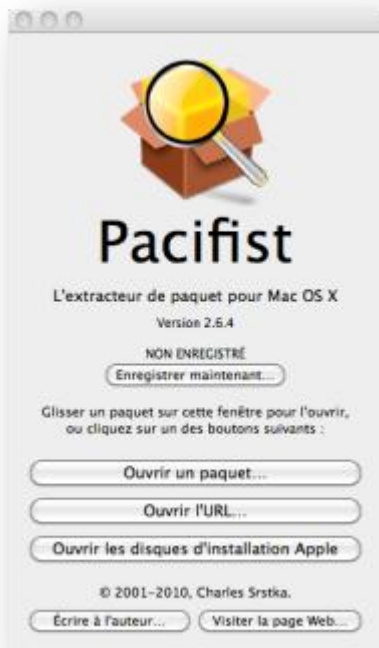 Pacifist
L'extracteur de paquet pour Mac OS X
Version 2.6.4
NON ENREGISTRÉ
Enregistrer maintenant...
Glisser un paquet sur cette fenêtre pour l'ouvrir,
ou cliquez sur un des boutons suivants :
Ouvrir un paquet...
Ouvrir l'URL...
Ouvrir les disques d'installation Apple
© 2001-2010, Charles Srstka.
Écrire à l'auteur...
Visiter la page Web...